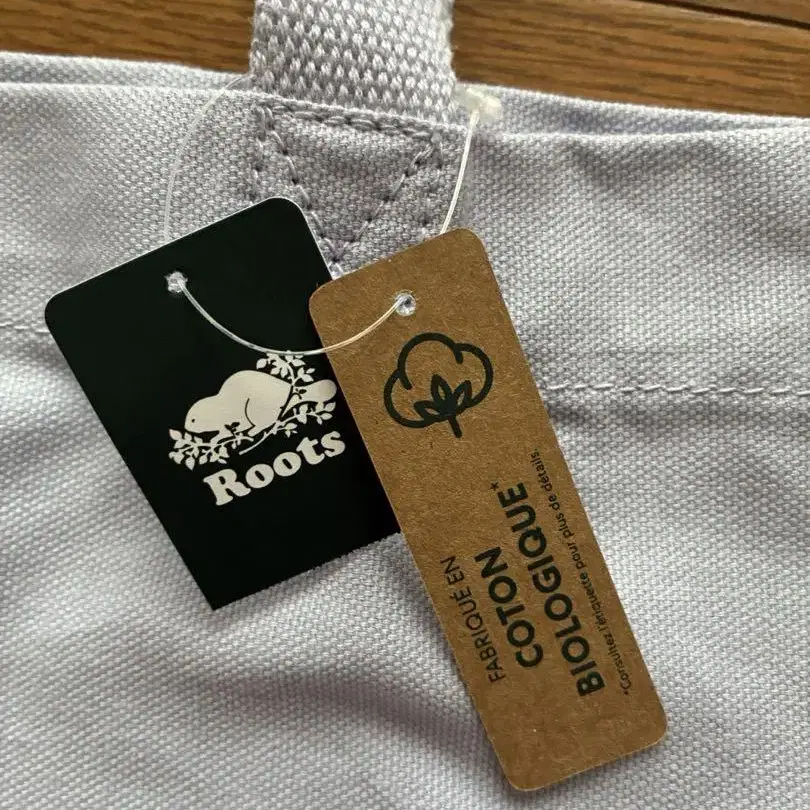 Roots
FABRIQUÉ EN
COTON
BIOLOGIQUE*
*Consultez l'étiquette pour plus de détails